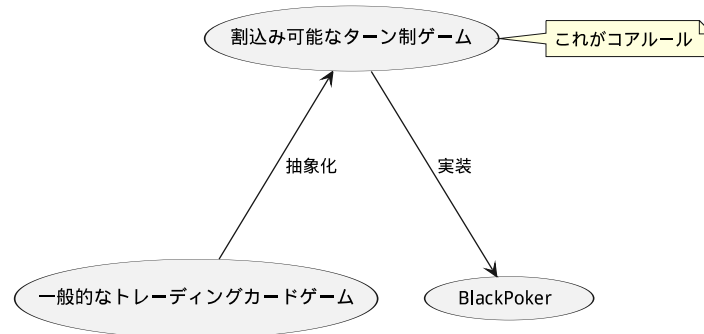 割込み可能なターン制ゲーム
これがコアルール
抽象化
実装
一般的なトレーディングカードゲーム
BlackPoker